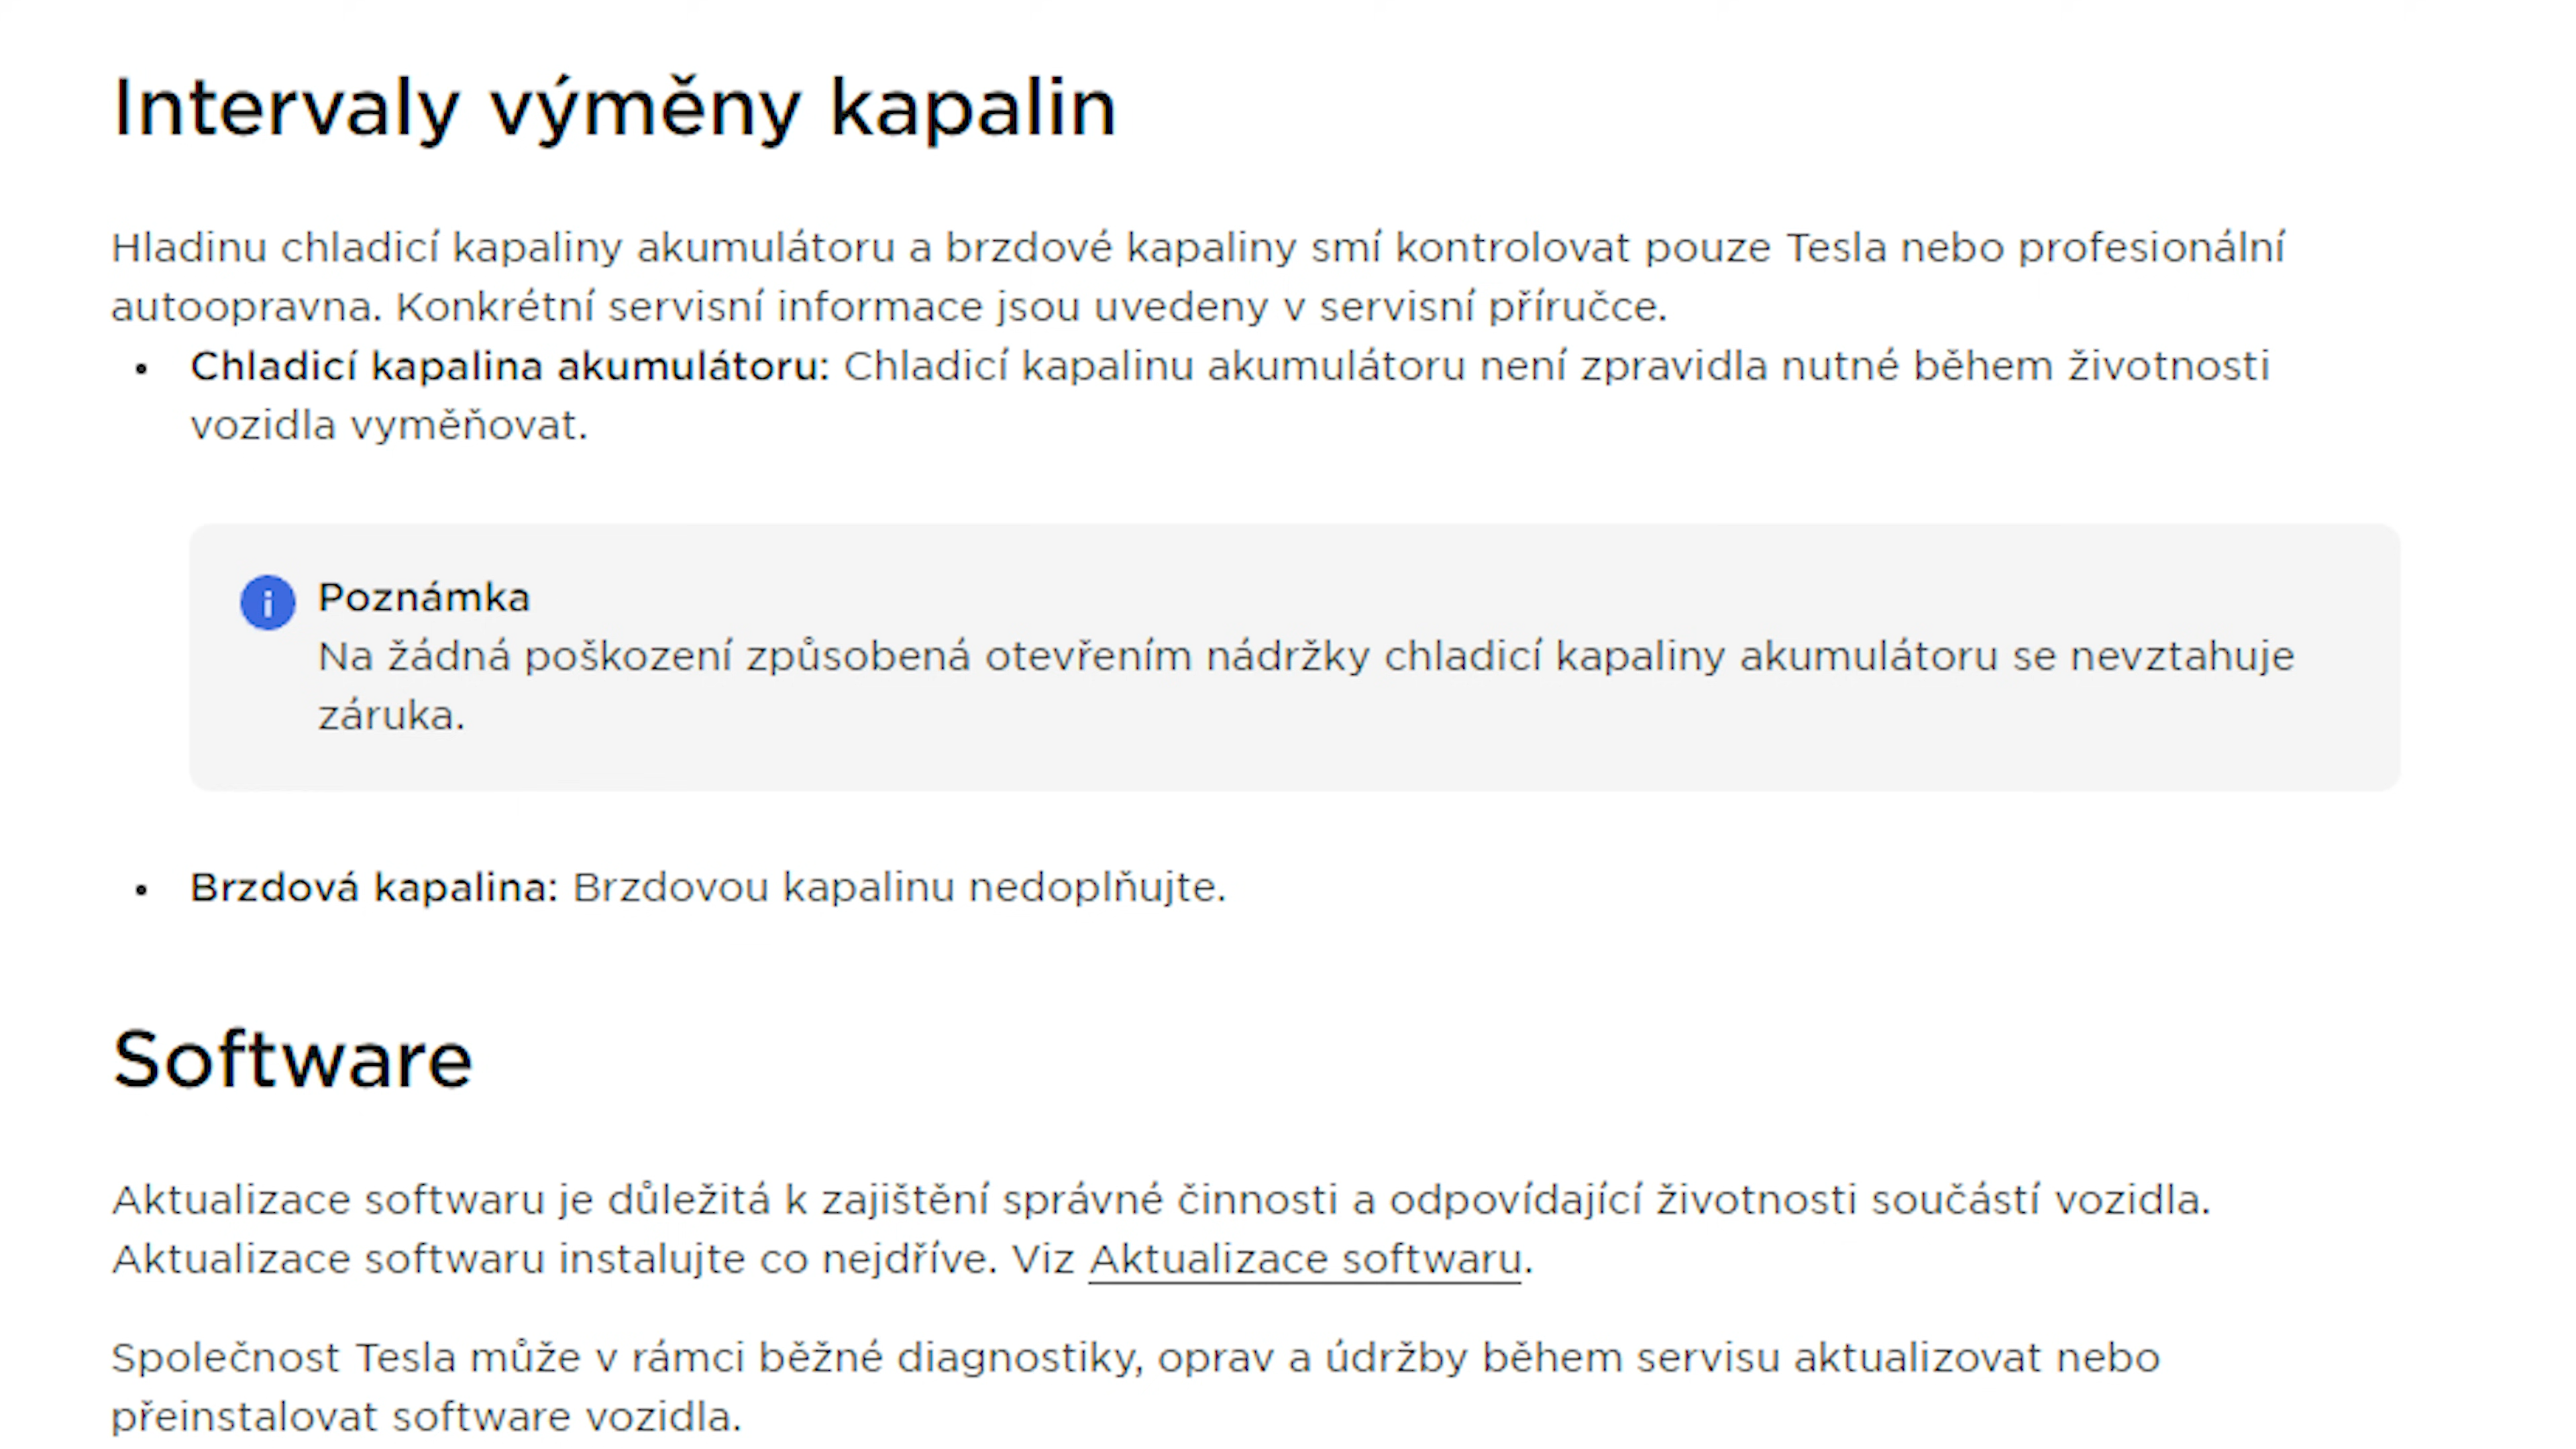 Intervaly výměny kapalin
Hladinu chladicí kapaliny akumulátoru a brzdové kapaliny smí kontrolovat pouze Tesla nebo profesionální
autoopravna. Konkrétní servisní informace jsou uvedeny v servisní příručce.
• Chladicí kapalina akumulátoru: Chladicí kapalinu akumulátoru není zpravidla nutné během životnosti
vozidla vyměňovat.
i Poznámka
Na žádná poškození způsobená otevřením nádržky chladicí kapaliny akumulátoru se nevztahuje
záruka.
• Brzdová kapalina: Brzdovou kapalinu nedoplňujte.
Software
Aktualizace softwaru je důležitá k zajištění správné činnosti a odpovídající životnosti součástí vozidla.
Aktualizace softwaru instalujte co nejdříve. Viz Aktualizace softwaru.
Společnost Tesla může v rámci běžné diagnostiky, oprav a údržby během servisu aktualizovat nebo
přeinstalovat software vozidla.